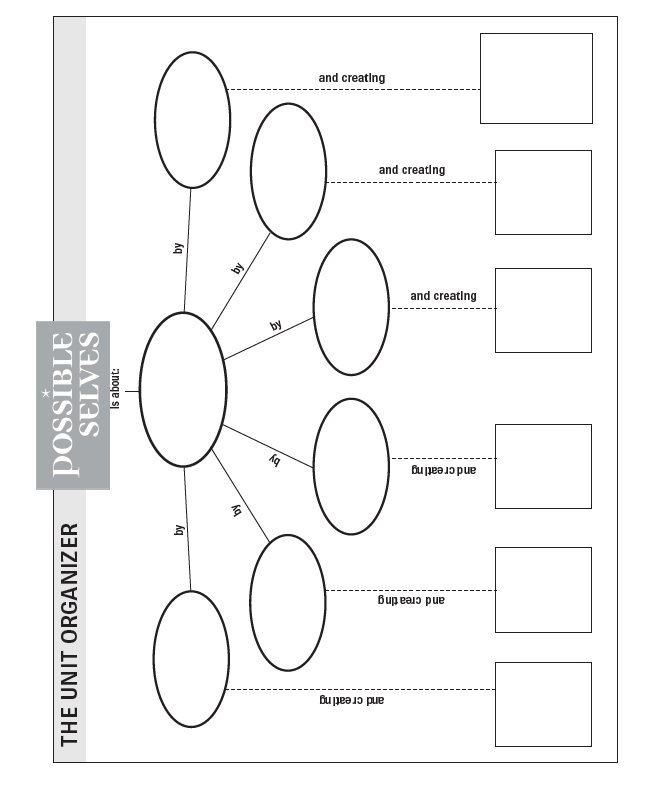 THE UNIT ORGANIZER
POSSIBLE
SELVES
is about:
by
by
by
by
by
by
and creating
and creating
and creating
and creating
and creating
and creating